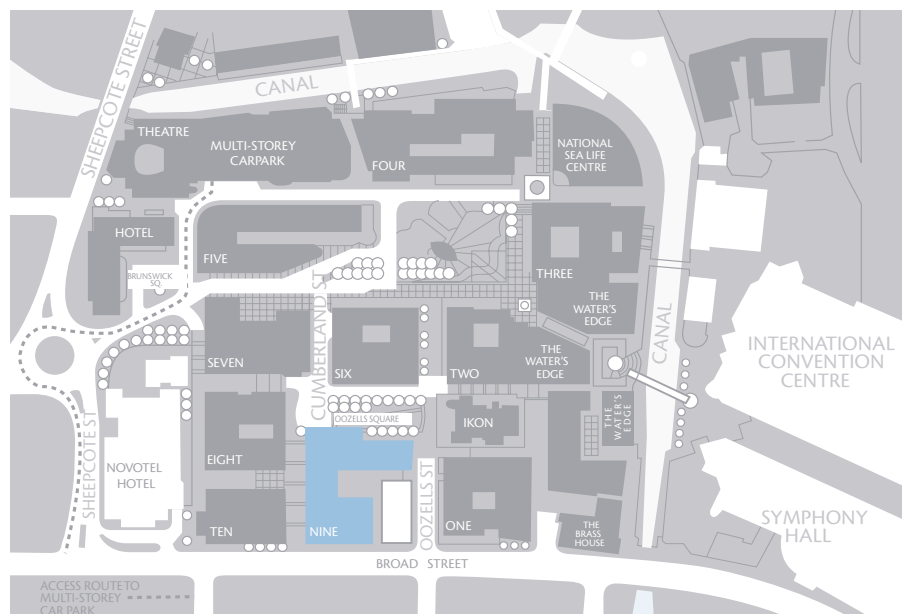 SHEEPCOTE STREET
CANAL
THEATRE
MULTI-STOREY
CARPARK
FOUR
NATIONAL
SEA LIFE
CENTRE
HOTEL
BRUNSWICK
SQ.
FIVE
THREE
THE
WATER'S
EDGE
CUMBERLAND ST
CANAL
SEVEN
SIX
TWO
THE
WATER'S
EDGE
INTERNATIONAL
CONVENTION
CENTRE
SHEEPCOTE ST
OOZELLS SQUARE
IKON
THE
WATER'S
EDGE
EIGHT
NOVOTEL
HOTEL
OOZELLS ST
TEN
NINE
ONE
THE
BRASS
HOUSE
SYMPHONY
HALL
BROAD STREET
ACCESS ROUTE TO
MULTI-STOREY
CAR PARK